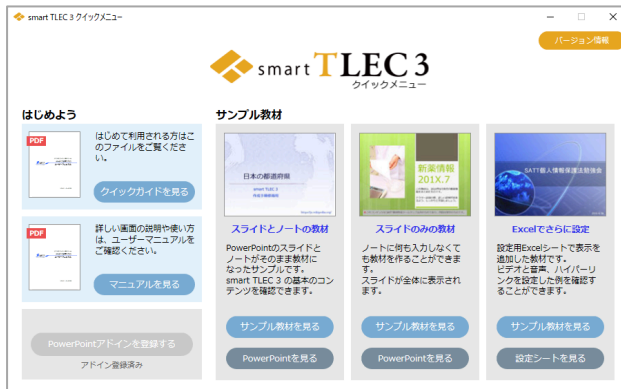 smart TLEC 3 クイックメニュー
バージョン情報
smart TLEC 3
クイックメニュー
はじめよう
PDF
はじめて利用される方はこ
のファイルをご覧くださ
い。
クイックガイドを見る
PDF
詳しい画面の説明や使い方
は、ユーザーマニュアルを
ご確認ください。
マニュアルを見る
PowerPointアドインを登録する
アドイン登録済み
サンプル教材
日本の都道府県
smart TLEC 3
スライドとノートの教材
PowerPointのスライドと
ノートがそのまま教材に
なったサンプルです。
smart TLEC 3 の基本のコン
テンツを確認できます。
サンプル教材を見る
PowerPointを見る
新薬情報
201X.7
スライドのみの教材
ノートに何も入力しなくて
も教材を作ることができま
す。
スライドが全体に表示され
ます。
サンプル教材を見る
PowerPointを見る
SATT個人情報保護法勉強会
Excelでさらに設定
設定用Excelシートで表示を
追加した教材です。
ビデオと音声、ハイパーリ
ンクを設定した例を確認す
ることができます。
サンプル教材を見る
設定シートを見る